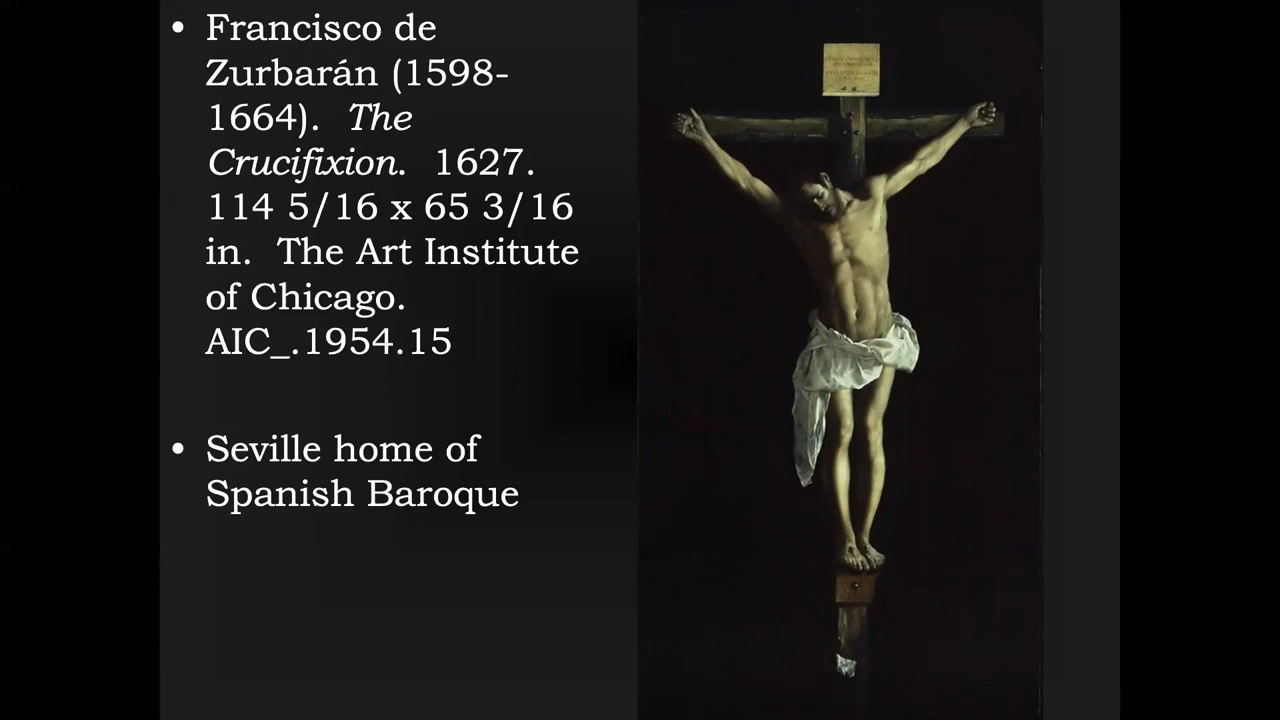 • Francisco de
Zurbarán (1598-
1664). The
Crucifixion. 1627.
114 5/16 x 65 3/16
in. The Art Institute
of Chicago.
AIC_.1954.15
• Seville home of
Spanish Baroque